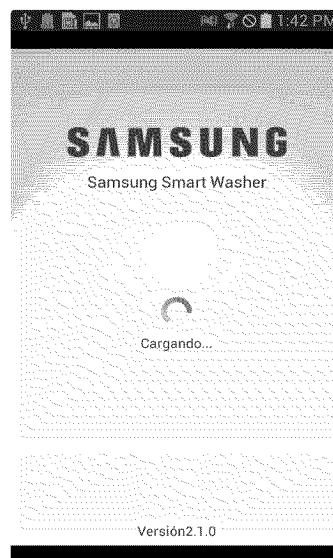 1:42 PM
SAMSUNG
Samsung Smart Washer
Cargando...
Versión2.1.0